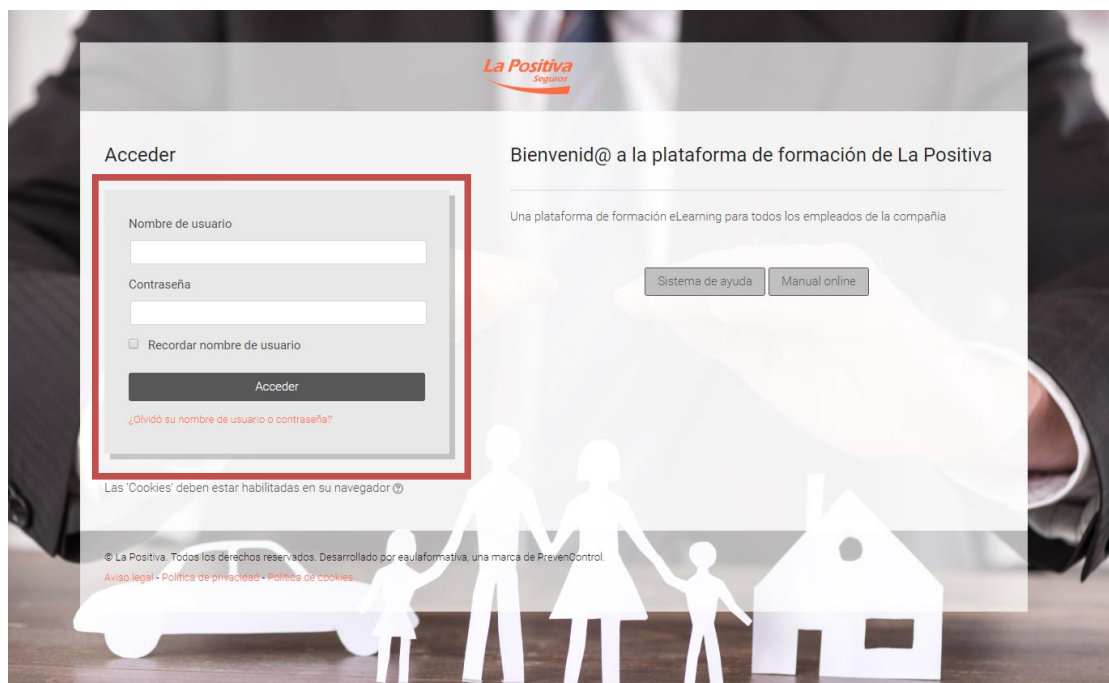 La Positiva
Seguros
Acceder
Nombre de usuario
Contraseña
Recordar nombre de usuario
Acceder
¿Olvidó su nombre de usuario o contraseña?
Las 'Cookies' deben estar habilitadas en su navegador
Bienvenid@ a la plataforma de formación de La Positiva
Una plataforma de formación eLearning para todos los empleados de la compañía
Sistema de ayuda Manual online
© La Positiva. Todos los derechos reservados. Desarrollado por eaulaformativa, una marca de PrevenControl.
Aviso legal - Política de privacidad - Política de cookies